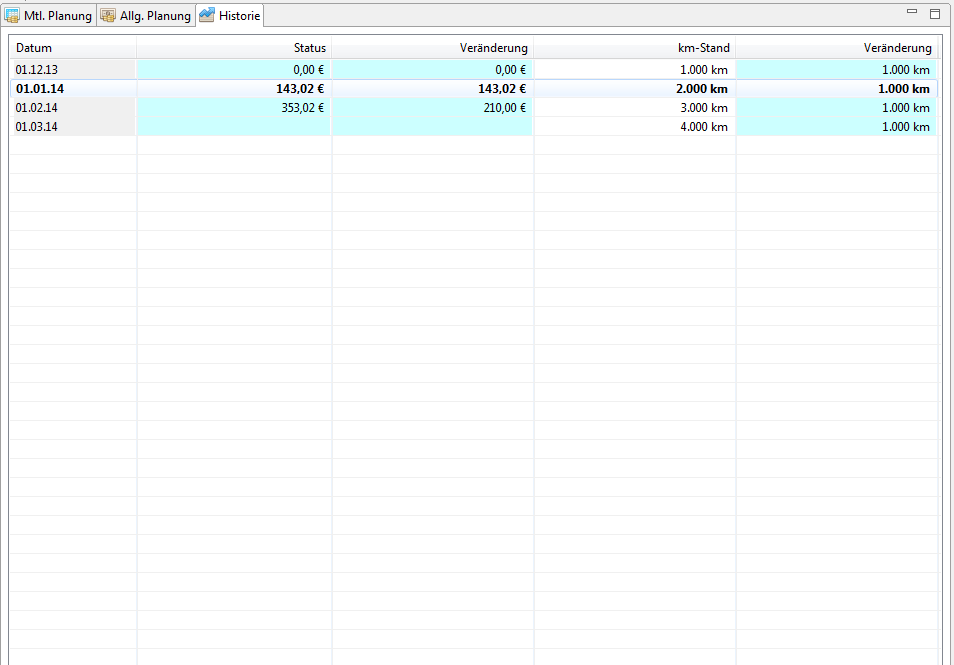 Mtl. Planung Allg. Planung Historie
Datum Status Veränderung km-Stand Veränderung
01.12.13 0,00 € 0,00 € 1.000 km 1.000 km
01.01.14 143,02 € 143,02 € 2.000 km 1.000 km
01.02.14 353,02 € 210,00 € 3.000 km 1.000 km
01.03.14 4.000 km 1.000 km